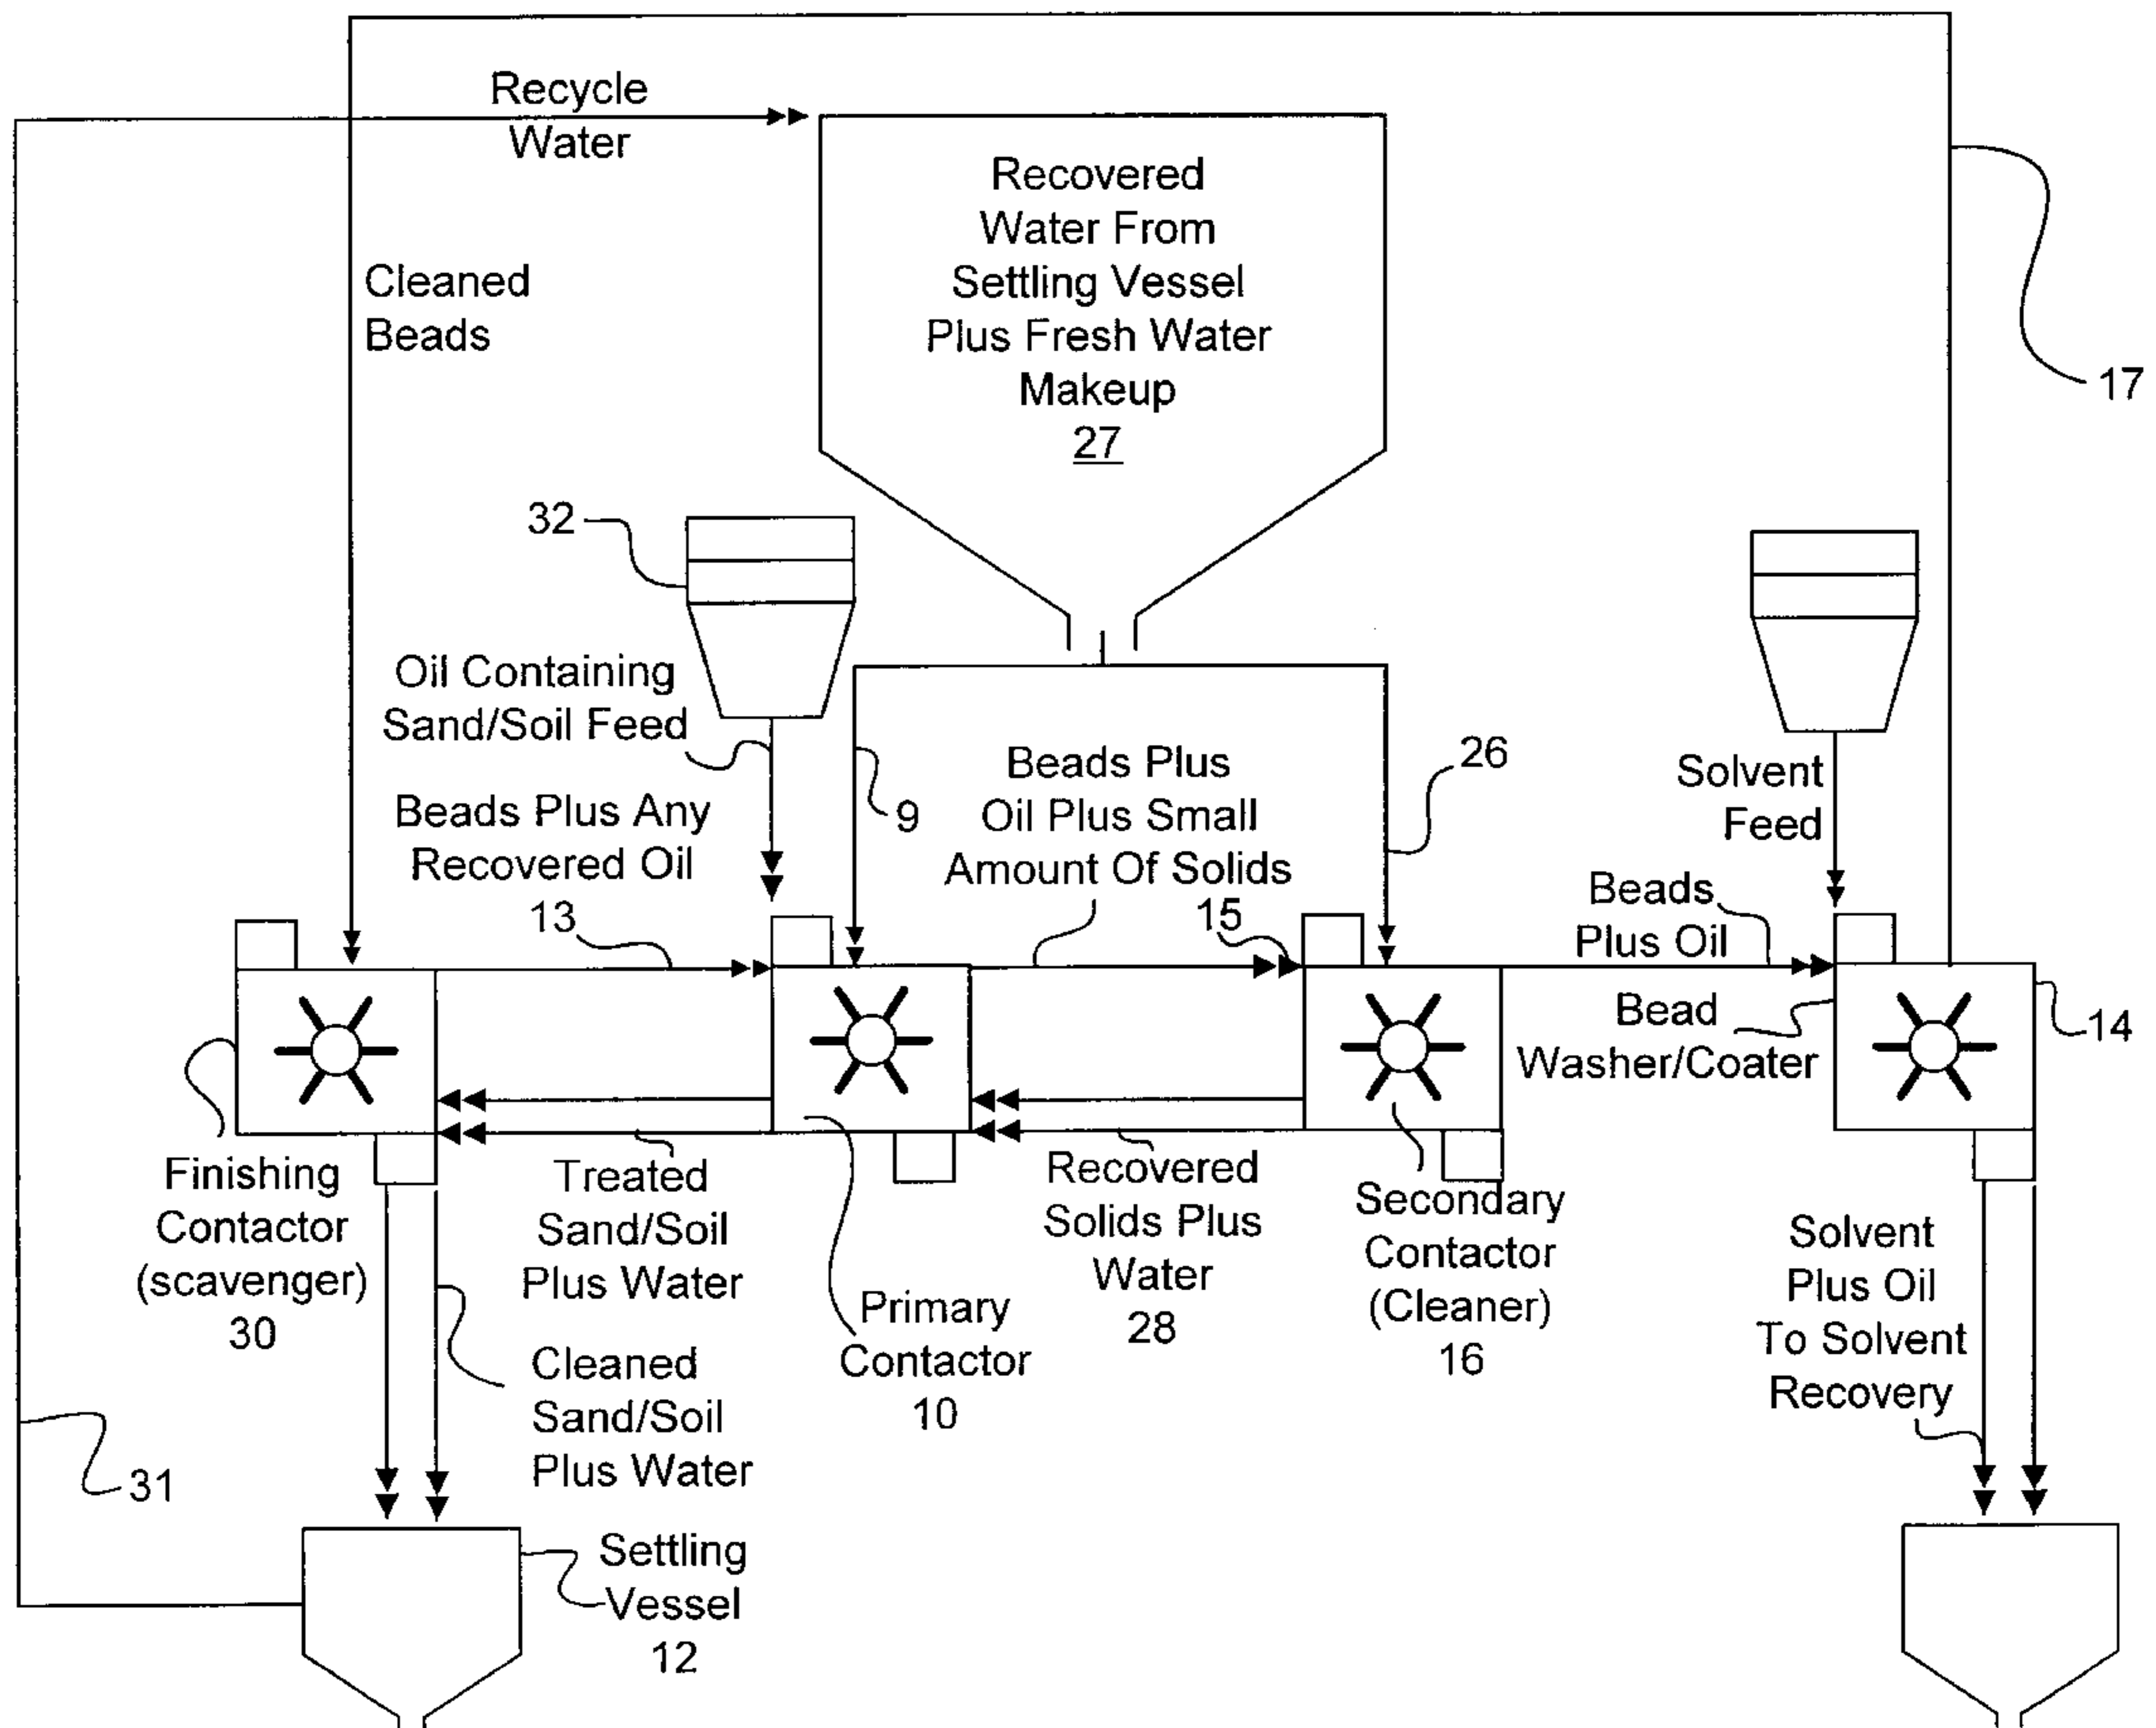 Recycle
Water
Recovered
Water From
Settling Vessel
Plus Fresh Water
Makeup
27
Cleaned
Beads
17
32
Oil Containing
Sand/Soil Feed
Beads Plus Any
Recovered Oil
13
9
Beads Plus
Oil Plus Small
Amount Of Solids
15
26
Solvent
Feed
Beads
Plus Oil
Bead
Washer/Coater
14
Finishing
Contactor
(scavenger)
30
Treated
Sand/Soil
Plus Water
Primary
Contactor
10
Recovered
Solids Plus
Water
28
Secondary
Contactor
(Cleaner)
16
Solvent
Plus Oil
To Solvent
Recovery
Cleaned
Sand/Soil
Plus Water
31
Settling
Vessel
12